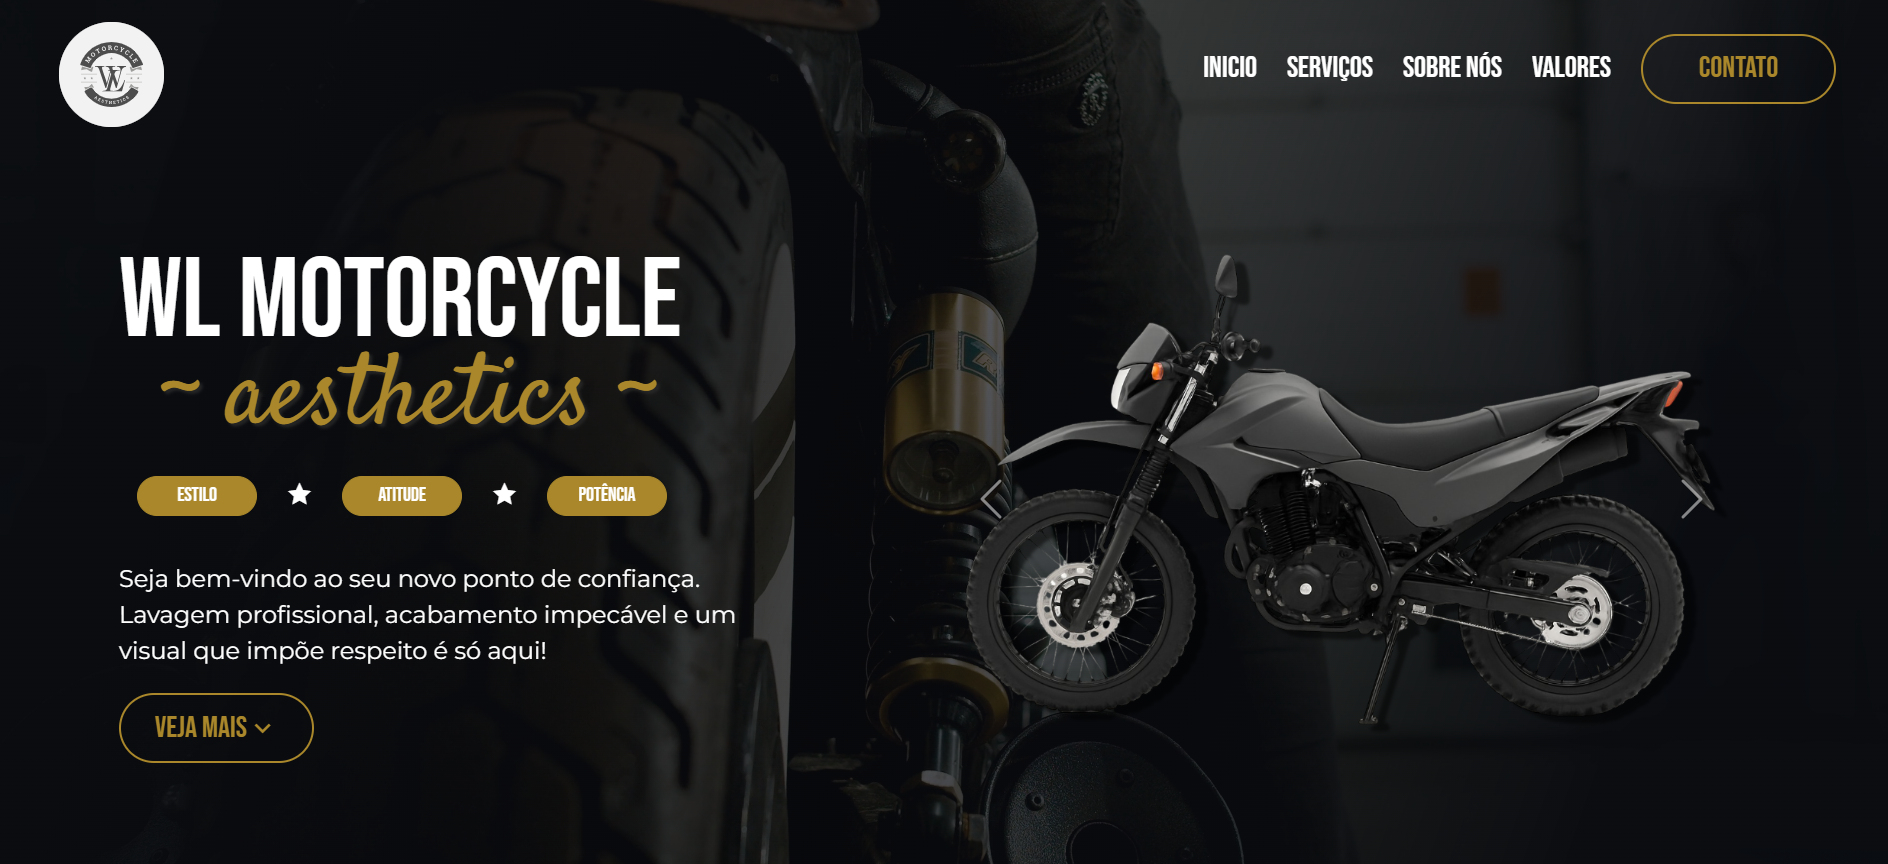 MOTORCYCLE
WL
AESTHETICS
INICIO SERVIÇOS SOBRE NÓS VALORES CONTATO
WL MOTORCYCLE
~ aesthetics ~
ESTILO ★ ATITUDE ★ POTÊNCIA
Seja bem-vindo ao seu novo ponto de confiança.
Lavagem profissional, acabamento impecável e um
visual que impõe respeito é só aqui!
VEJA MAIS